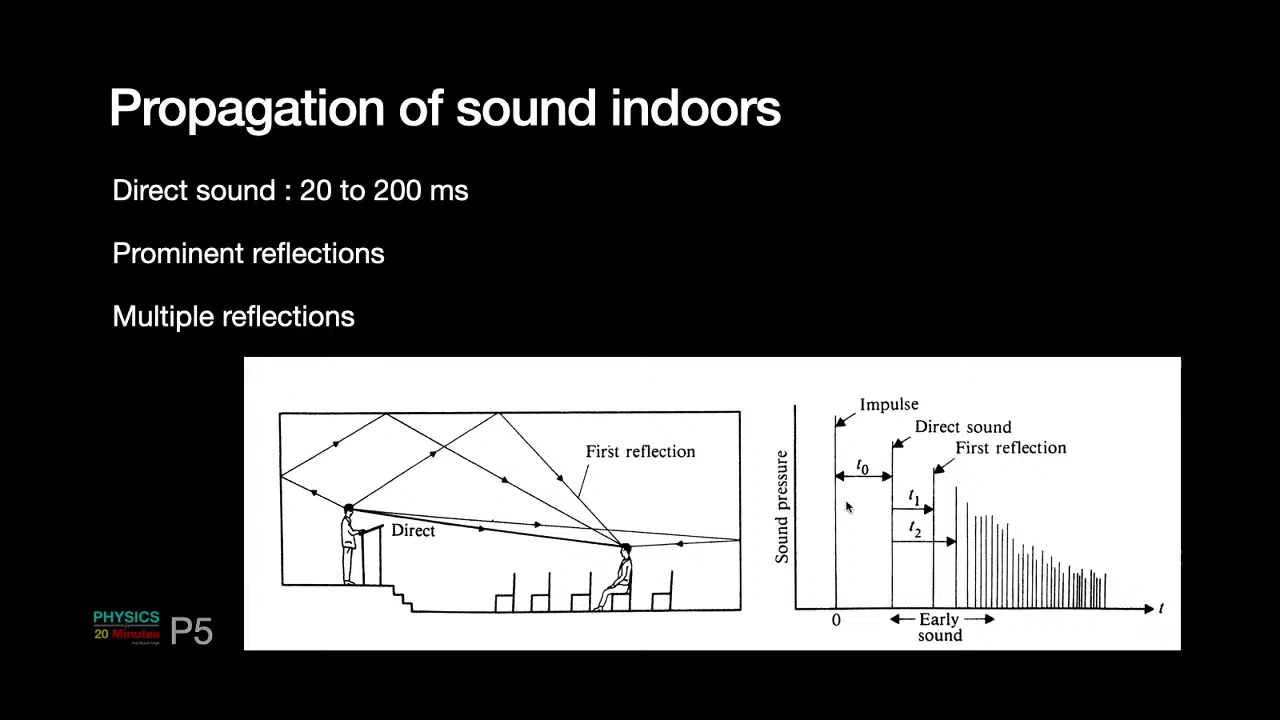 Propagation of sound indoors
Direct sound : 20 to 200 ms
Prominent reflections
Multiple reflections
First reflection
Direct
Impulse
Direct sound
First reflection
t0
t1
t2
Sound pressure
t
0
Early
sound
PHYSICS
20 Minutes
P5